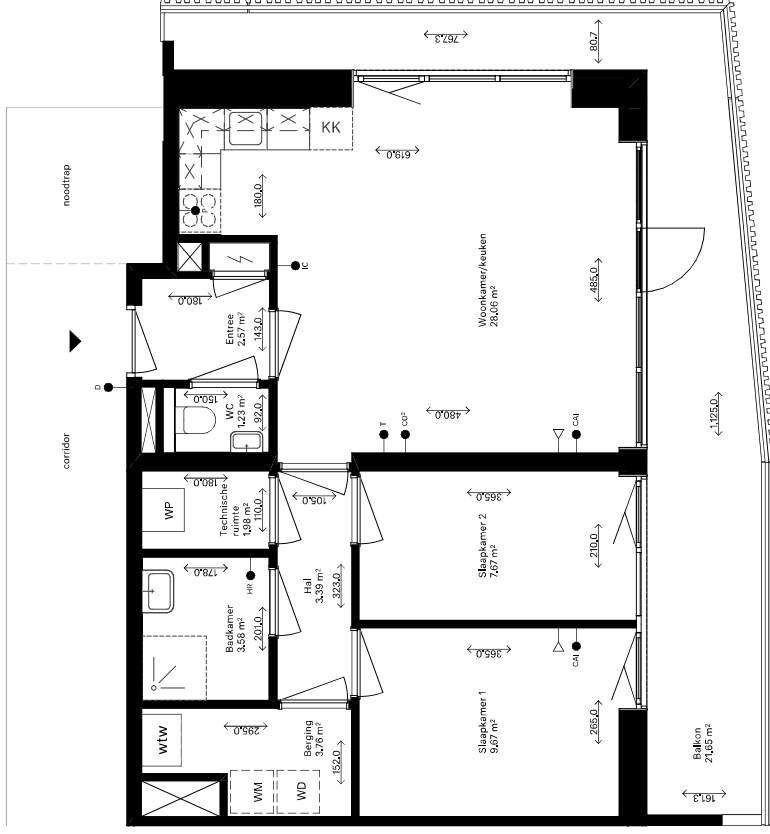 767.3
80.7
noodtrap
KK
619.0
180.0
P
Woonkamer/keuken
28.06 m²
485.0
IC
180.0
Entree
2.57 m²
143.0
D
150.0
WC
1.23 m²
92.0
480.0
1.125,0
T
CO²
CAI
corridor
180.0
WP
Technische
ruimte
1.98 m²
110.0
105.0
365.0
Slaapkamer 2
7.67 m²
210.0
178.0
HR
Hal
3.39 m²
323.0
Badkamer
3.58 m²
201.0
365.0
CAI
Slaapkamer 1
9.67 m²
265.0
wtw
295.0
Berging
3.76 m²
152.0
WM
WD
Balkon
21.65 m²
161.3